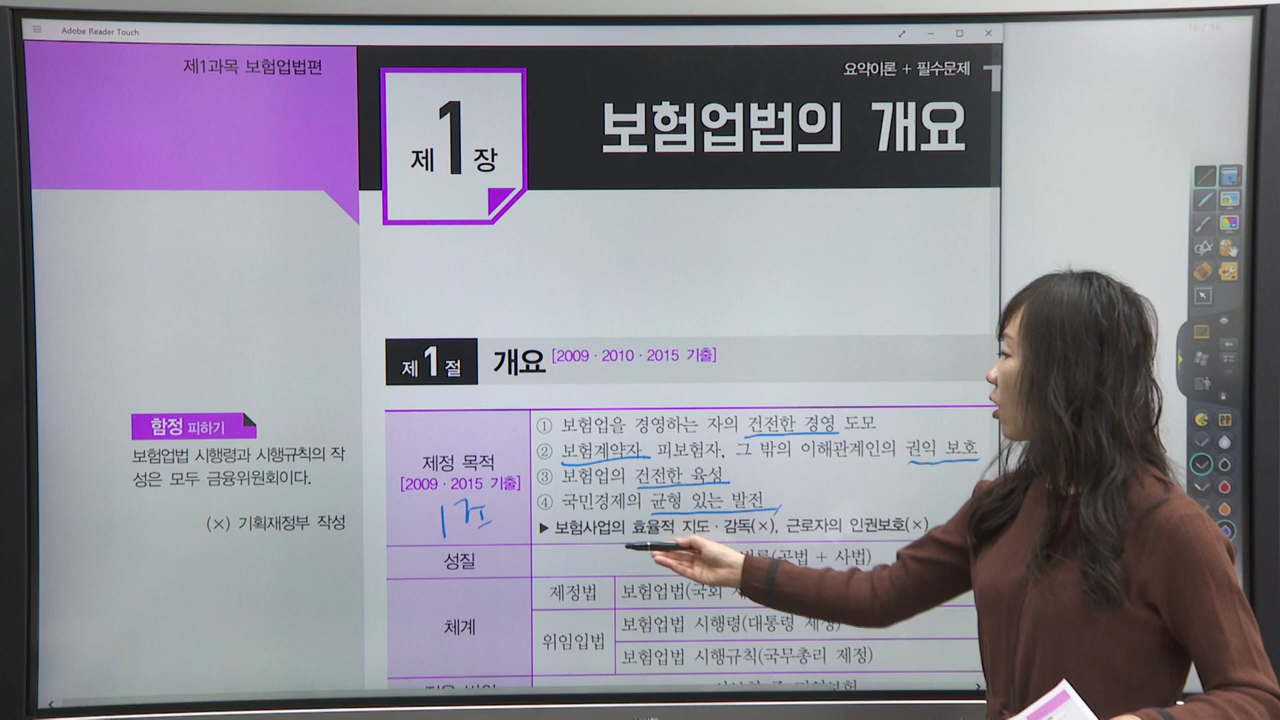 Adobe Reader Touch
16 / 16
제1과목 보험업법편
요약이론 + 필수문제
제1장
보험업법의 개요
제1절 개요 [2009 · 2010 · 2015 기출]
함정 피하기
보험업법 시행령과 시행규칙의 작
성은 모두 금융위원회이다.
(×) 기획재정부 작성
제정 목적
[2009 · 2015 기출]
1조
① 보험업을 경영하는 자의 건전한 경영 도모
② 보험계약자, 피보험자, 그 밖의 이해관계인의 권익 보호
③ 보험업의 건전한 육성
④ 국민경제의 균형 있는 발전
▶ 보험사업의 효율적 지도 · 감독(×), 근로자의 인권보호(×)
성질
(공법 + 사법)
체계
제정법
보험업법(국회
위임입법
보험업법 시행령(대통령 제정)
보험업법 시행규칙(국무총리 제정)